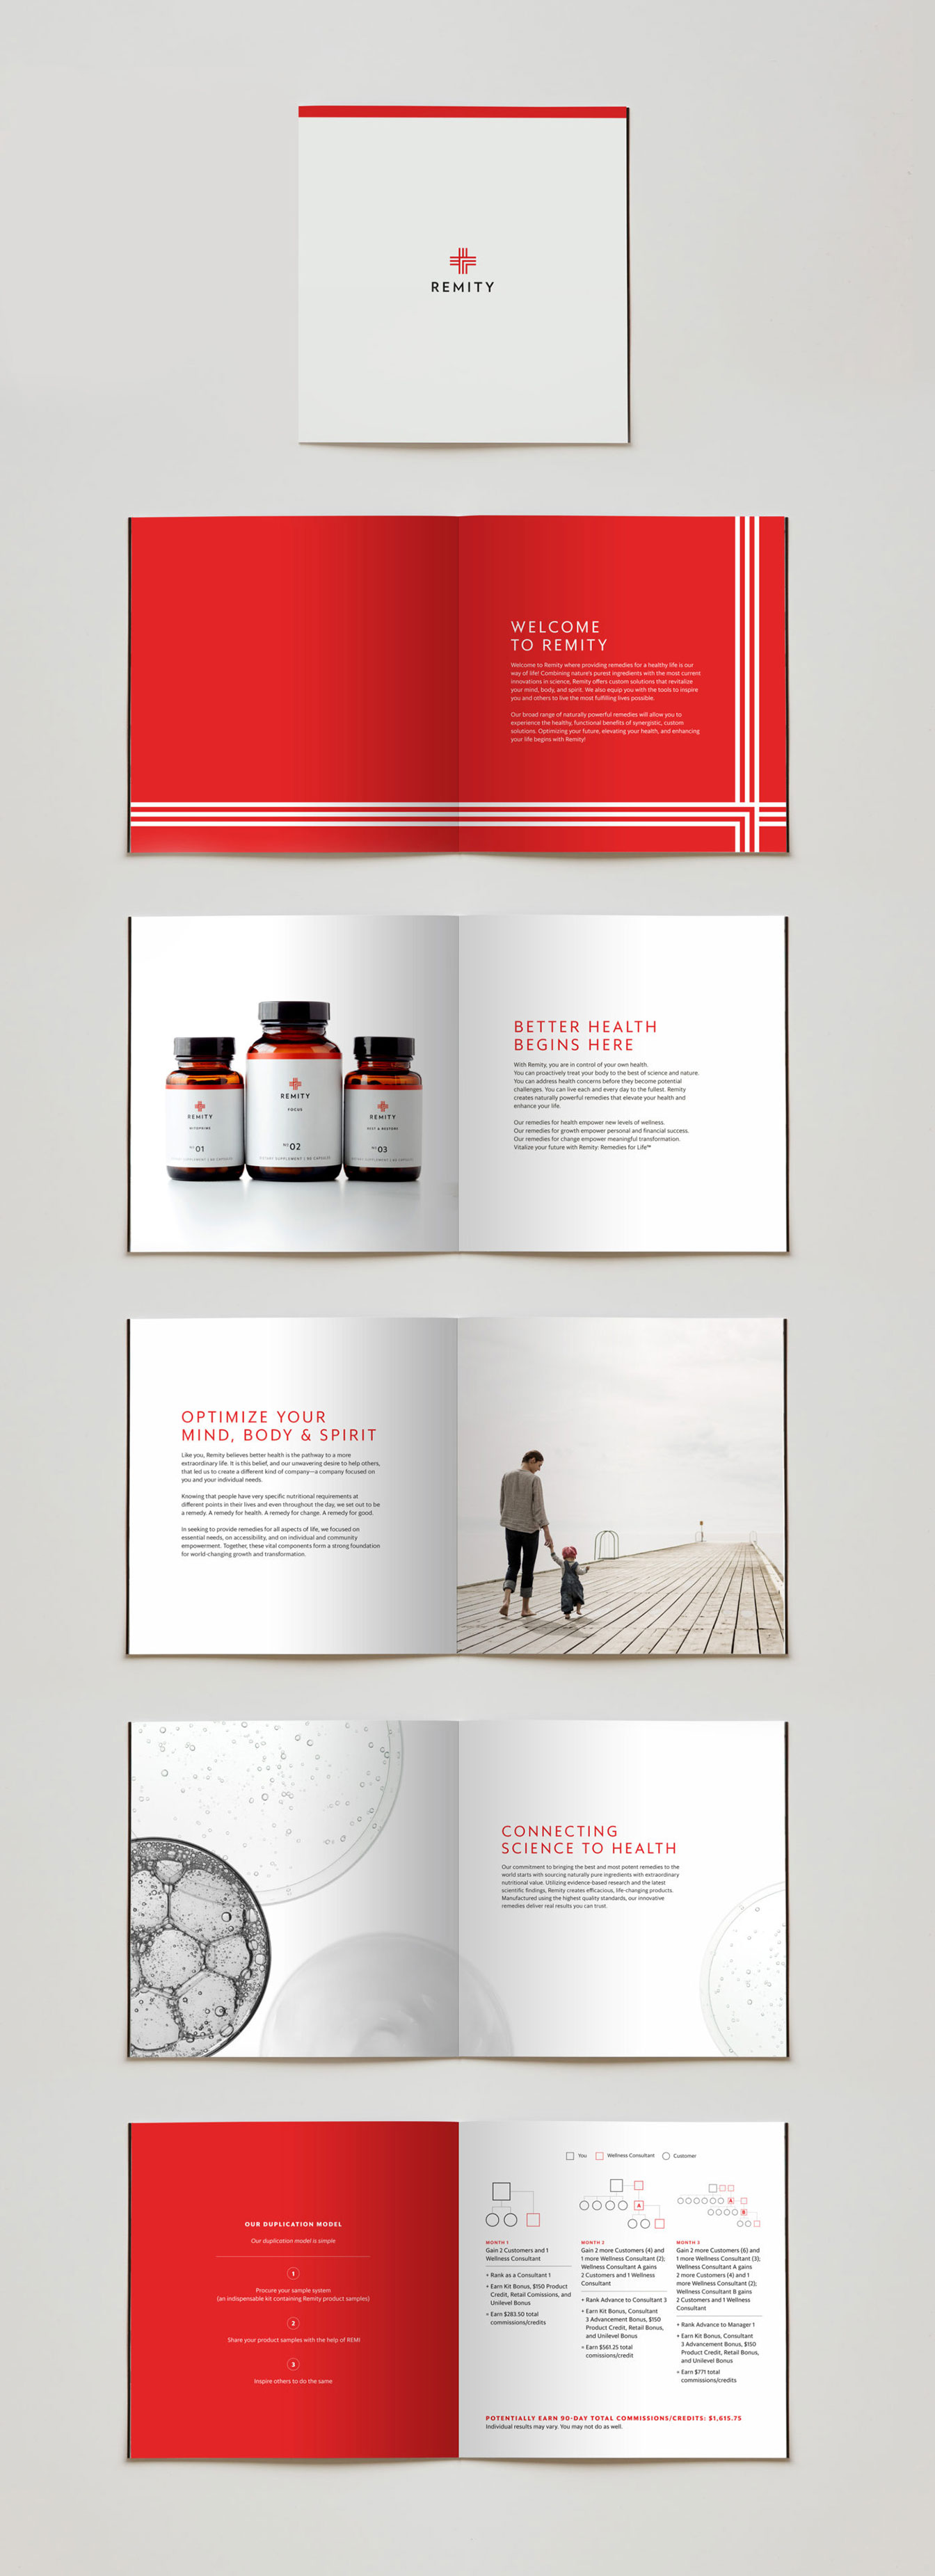 REMITY
WELCOME
TO REMITY
Welcome to Remity where providing remedies for a healthy life is our
way of life! Combining nature's purest ingredients with the most current
innovations in science, Remity offers custom solutions that revitalize
your mind, body, and spirit. We also equip you with the tools to inspire
you and others to live the most fulfilling lives possible.
Our broad range of naturally powerful remedies will allow you to
experience the healthy, functional benefits of synergistic, custom
solutions. Optimizing your future, elevating your health, and enhancing
your life begins with Remity!
REMITY
NO 01
DIETARY SUPPLEMENT | 60 CAPSULES
REMITY
FOCUS
NO 02
DIETARY SUPPLEMENT | 60 CAPSULES
REMITY
REST & RESTORE
NO 03
DIETARY SUPPLEMENT | 60 CAPSULES
BETTER HEALTH
BEGINS HERE
With Remity, you are in control of your own health.
You can proactively treat your body to the best of science and nature.
You can address health concerns before they become potential
challenges. You can live each and every day to the fullest. Remity
creates naturally powerful remedies that elevate your health and
enhance your life.
Our remedies for health empower new levels of wellness.
Our remedies for growth empower personal and financial success.
Our remedies for change empower meaningful transformation.
Vitalize your future with Remity: Remedies for Life™
OPTIMIZE YOUR
MIND, BODY & SPIRIT
Like you, Remity believes better health is the pathway to a more
extraordinary life. It is this belief, and our unwavering desire to help others,
that led us to create a different kind of company—a company focused on
you and your individual needs.
Knowing that people have very specific nutritional requirements at
different points in their lives and even throughout the day, we set out to be
a remedy. A remedy for health. A remedy for change. A remedy for good.
In seeking to provide remedies for all aspects of life, we focused on
essential needs, on accessibility, and on individual and community
empowerment. Together, these vital components form a strong foundation
for world-changing growth and transformation.
CONNECTING
SCIENCE TO HEALTH
Our commitment to bringing the best and most potent remedies to the
world starts with sourcing naturally pure ingredients with extraordinary
nutritional value. Utilizing evidence-based research and the latest
scientific findings, Remity creates efficacious, life-changing products.
Manufactured using the highest quality standards, our innovative
remedies deliver real results you can trust.
OUR DUPLICATION MODEL
Our duplication model is simple
1
Procure your sample system
(an indispensable kit containing Remity product samples)
2
Share your product samples with the help of REMI
3
Inspire others to do the same
You Wellness Consultant Customer
A
A
B
MONTH 1
Gain 2 Customers and 1
Wellness Consultant
+ Rank as a Consultant 1
+ Earn Kit Bonus, $150 Product
Credit, Retail Comissions, and
Unilevel Bonus
= Earn $283.50 total
commissions/credits
MONTH 2
Gain 2 more Customers (4) and
1 more Wellness Consultant (2);
Wellness Consultant A gains
2 Customers and 1 Wellness
Consultant
+ Rank Advance to Consultant 3
+ Earn Kit Bonus, Consultant
3 Advancement Bonus, $150
Product Credit, Retail Bonus,
and Unilevel Bonus
= Earn $561.25 total
comissions/credit
MONTH 3
Gain 2 more Customers (6) and
1 more Wellness Consultant (3);
Wellness Consultant A gains
2 more Customers (4) and 1
more Wellness Consultant (2);
Wellness Consultant B gains
2 Customers and 1 Wellness
Consultant
+ Rank Advance to Manager 1
+ Earn Kit Bonus, Consultant
3 Advancement Bonus, $150
Product Credit, Retail Bonus,
and Unilevel Bonus
= Earn $771 total
commissions/credits
POTENTIALLY EARN 90-DAY TOTAL COMMISSIONS/CREDITS: $1,615.75
Individual results may vary. You may not do as well.